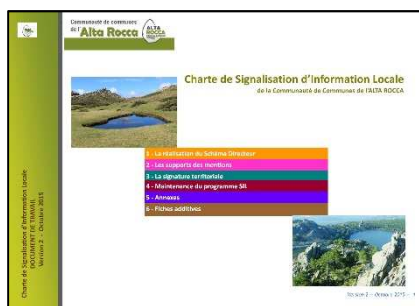 Communauté de communes
de l'Alta Rocca
ALTA
ROCCA
Charte de Signalisation d'Information Locale
de la Communauté de Communes de l'ALTA ROCCA
1 - La réalisation du Schéma Directeur
2 - Les supports des mentions
3 - La signature territoriale
4 - Maintenance du programme SIL
5 - Annexes
6 - Fiches additives
Charte de Signalisation d'Information Locale
DOCUMENT DE TRAVAIL
Version 2 - Octobre 2015